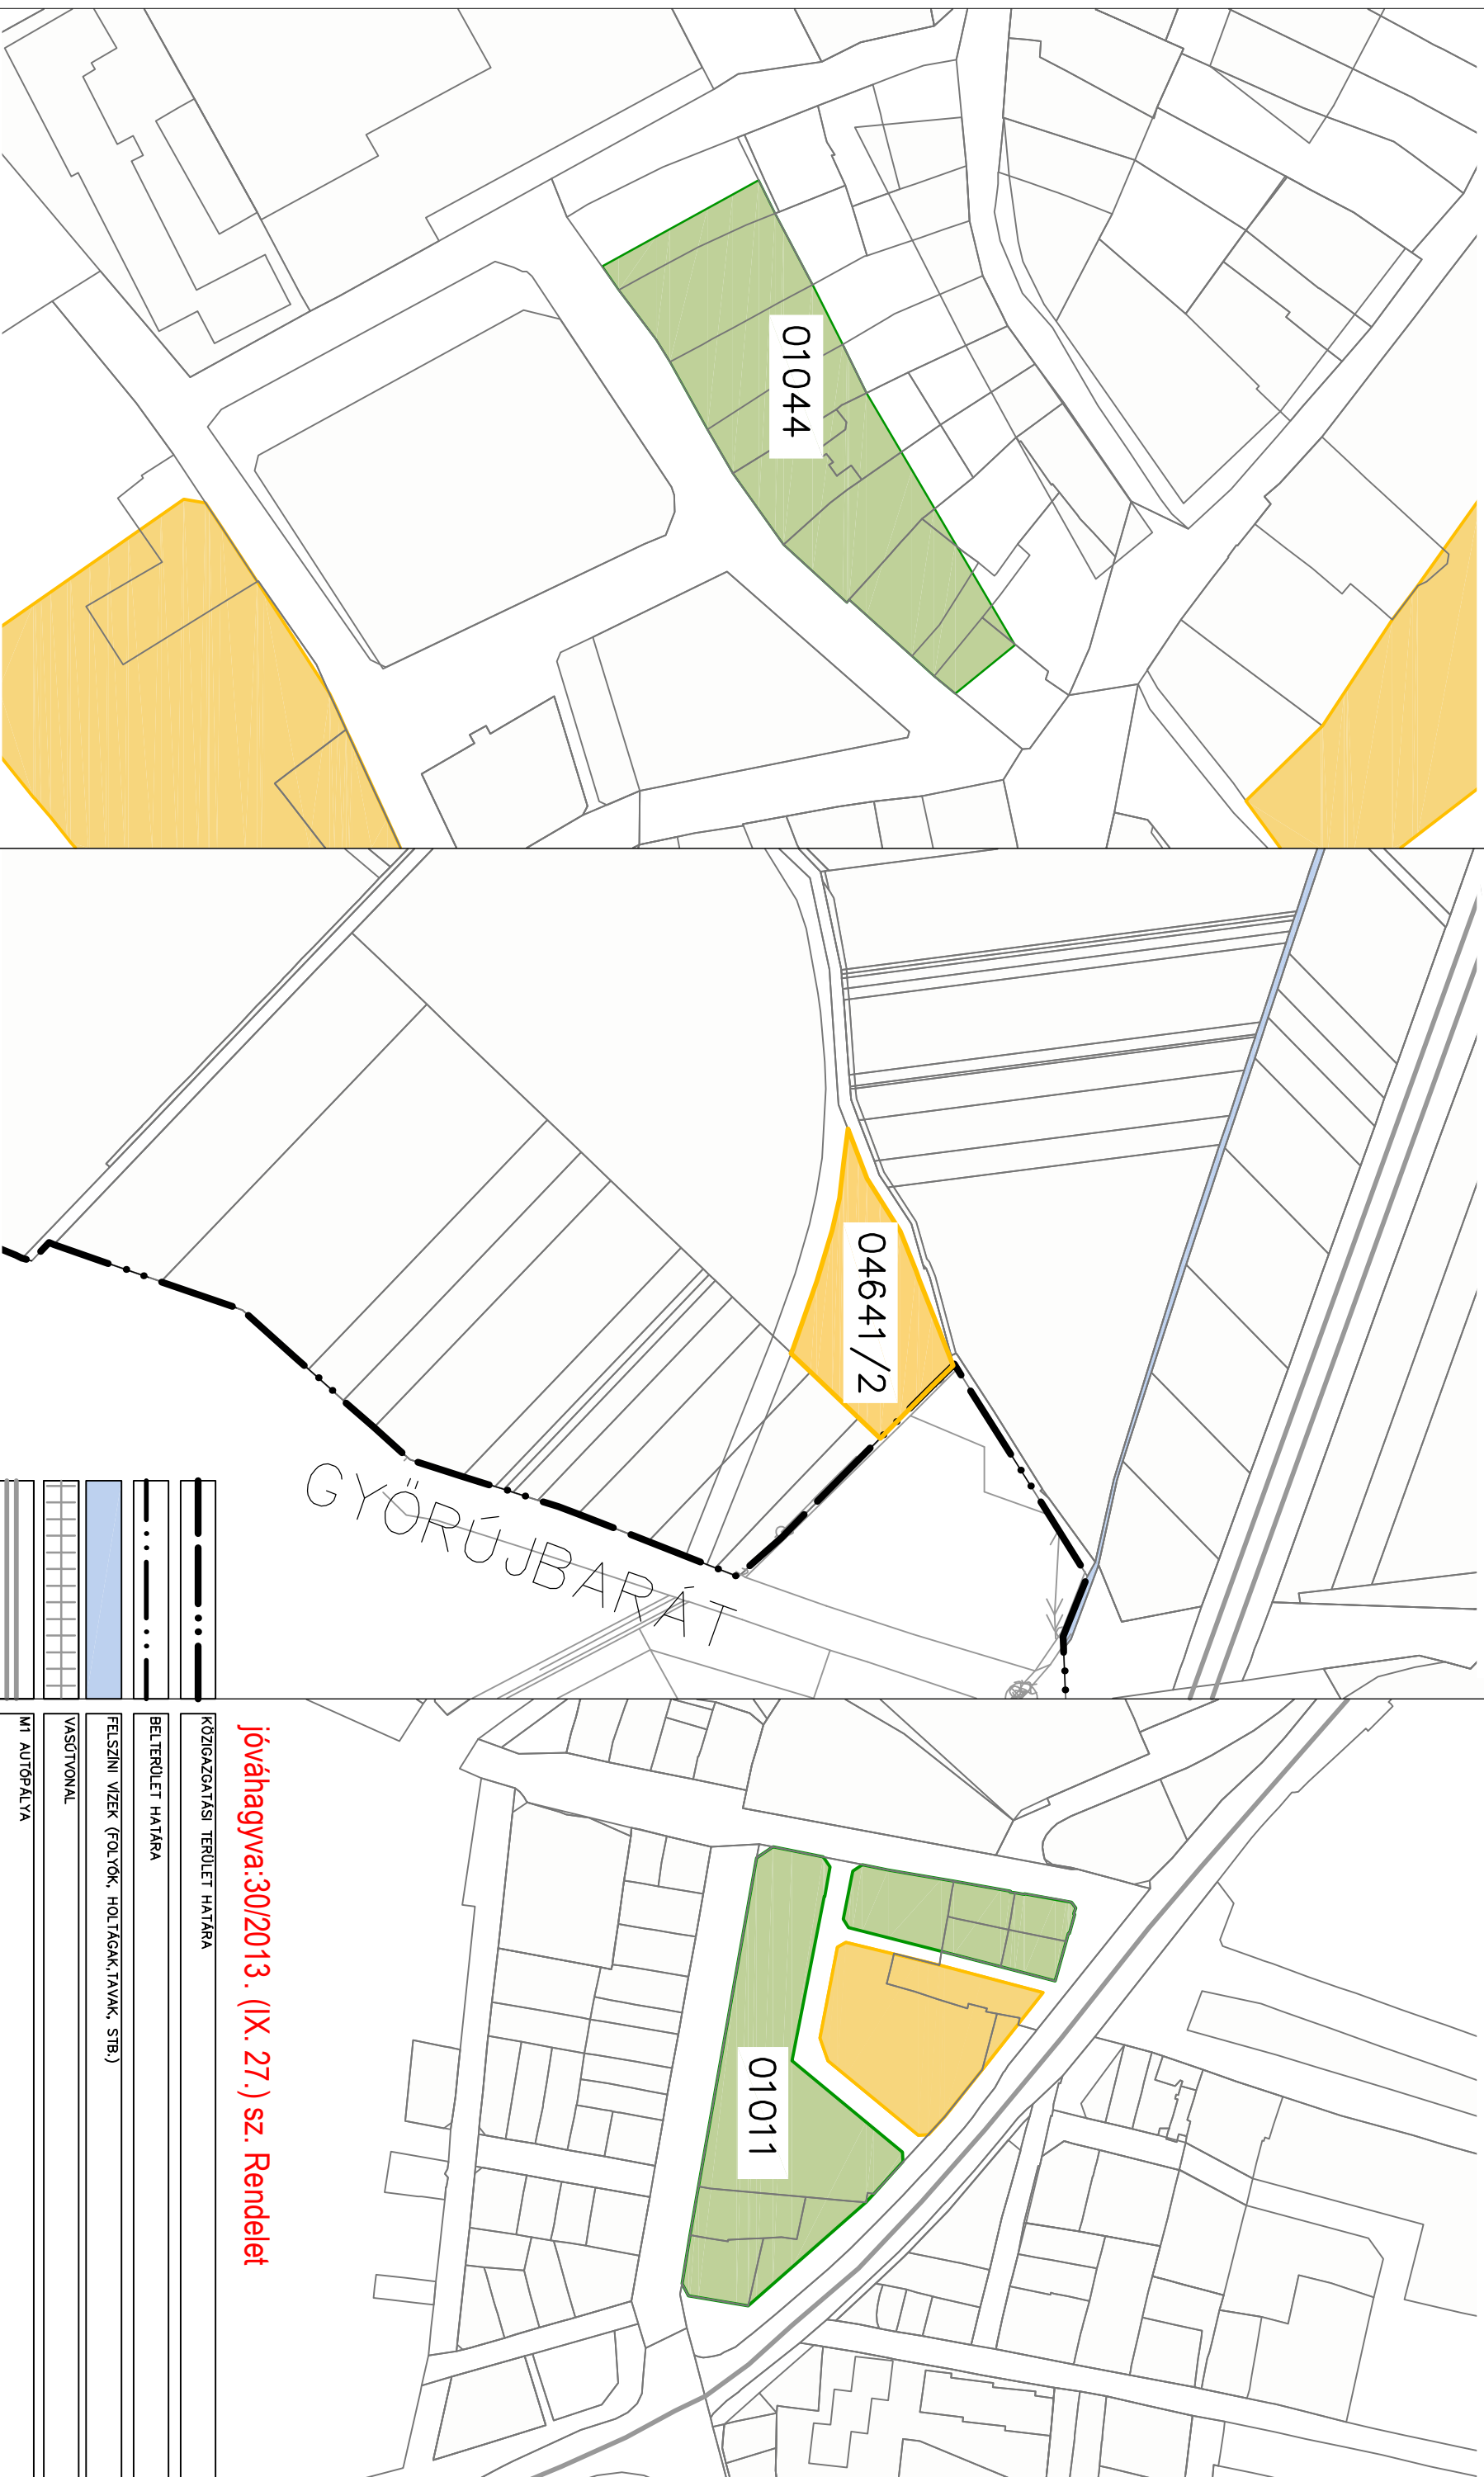 01044
04641/2
GYŐRÚJBARÁT
01011
jóváhagyva:30/2013. (IX. 27.) sz. Rendelet
KÖZIGAZGATÁSI TERÜLET HATÁRA
BELTERÜLET HATÁRA
FELSZÍNI VÍZEK (FOLYÓK, HOLTÁGAK,TAVAK, STB.)
VASÚTVONAL
M1 AUTÓPÁLYA